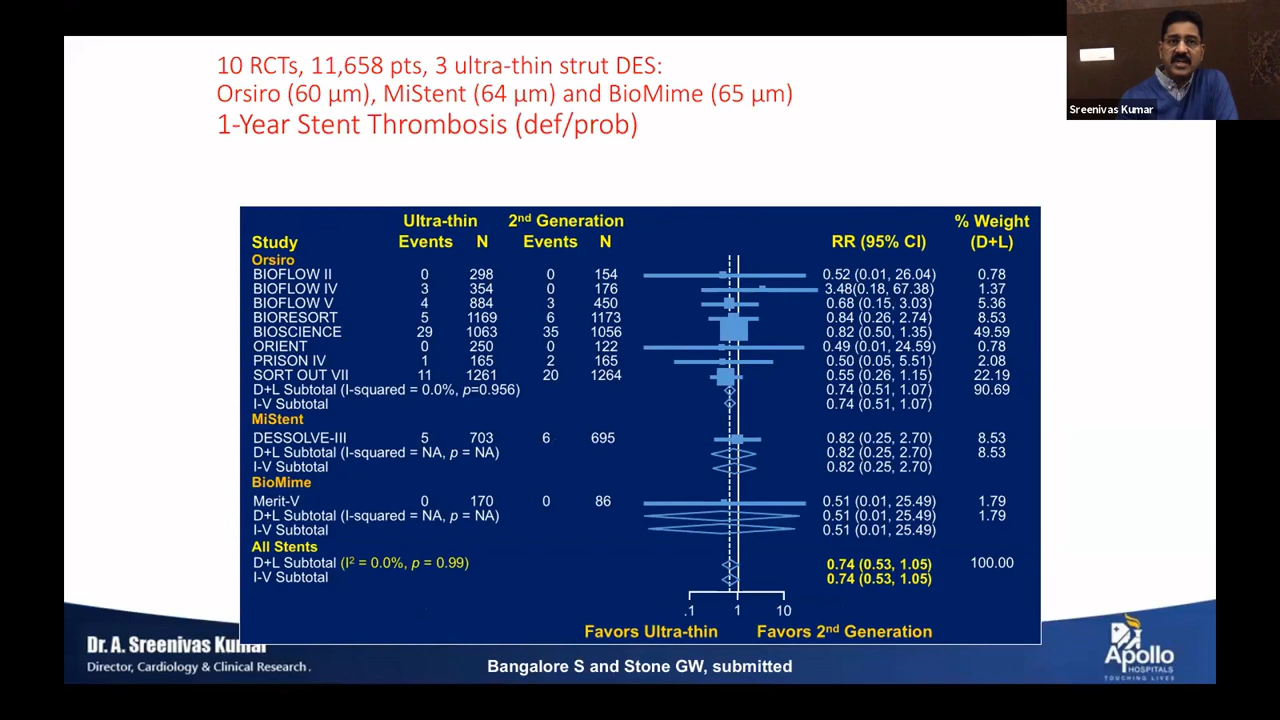 10 RCTs, 11,658 pts, 3 ultra-thin strut DES:
Orsiro (60 µm), MiStent (64 µm) and BioMime (65 µm)
1-Year Stent Thrombosis (def/prob)
Sreenivas Kumar
Ultra-thin 2nd Generation % Weight
Study Events N Events N RR (95% CI) (D+L)
Orsiro
BIOFLOW II 0 298 0 154 0.52 (0.01, 26.04) 0.78
BIOFLOW IV 3 354 0 176 3.48(0.18, 67.38) 1.37
BIOFLOW V 4 884 3 450 0.68 (0.15, 3.03) 5.36
BIORESORT 5 1169 6 1173 0.84 (0.26, 2.74) 8.53
BIOSCIENCE 29 1063 35 1056 0.82 (0.50, 1.35) 49.59
ORIENT 0 250 0 122 0.49 (0.01, 24.59) 0.78
PRISON IV 1 165 2 165 0.50 (0.05, 5.51) 2.08
SORT OUT VII 11 1261 20 1264 0.55 (0.26, 1.15) 22.19
D+L Subtotal (I-squared = 0.0%, p=0.956) 0.74 (0.51, 1.07) 90.69
I-V Subtotal 0.74 (0.51, 1.07)
MiStent
DESSOLVE-III 5 703 6 695 0.82 (0.25, 2.70) 8.53
D+L Subtotal (I-squared = NA, p = NA) 0.82 (0.25, 2.70) 8.53
I-V Subtotal 0.82 (0.25, 2.70)
BioMime
Merit-V 0 170 0 86 0.51 (0.01, 25.49) 1.79
D+L Subtotal (I-squared = NA, p = NA) 0.51 (0.01, 25.49) 1.79
I-V Subtotal 0.51 (0.01, 25.49)
All Stents
D+L Subtotal (I² = 0.0%, p = 0.99) 0.74 (0.53, 1.05) 100.00
I-V Subtotal 0.74 (0.53, 1.05)
.1 1 10
Favors Ultra-thin Favors 2nd Generation
Dr. A. Sreenivas Kumar
Director, Cardiology & Clinical Research.
Bangalore S and Stone GW, submitted
Apollo
HOSPITALS
TOUCHING LIVES